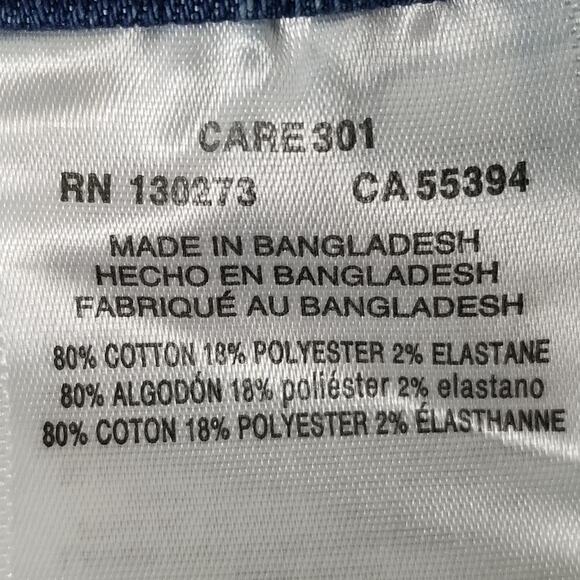 CARE 301
RN 130273 CA 55394
MADE IN BANGLADESH
HECHO EN BANGLADESH
FABRIQUÉ AU BANGLADESH
80% COTTON 18% POLYESTER 2% ELASTANE
80% ALGODÓN 18% poliéster 2% elastano
80% COTON 18% POLYESTER 2% ÉLASTHANNE